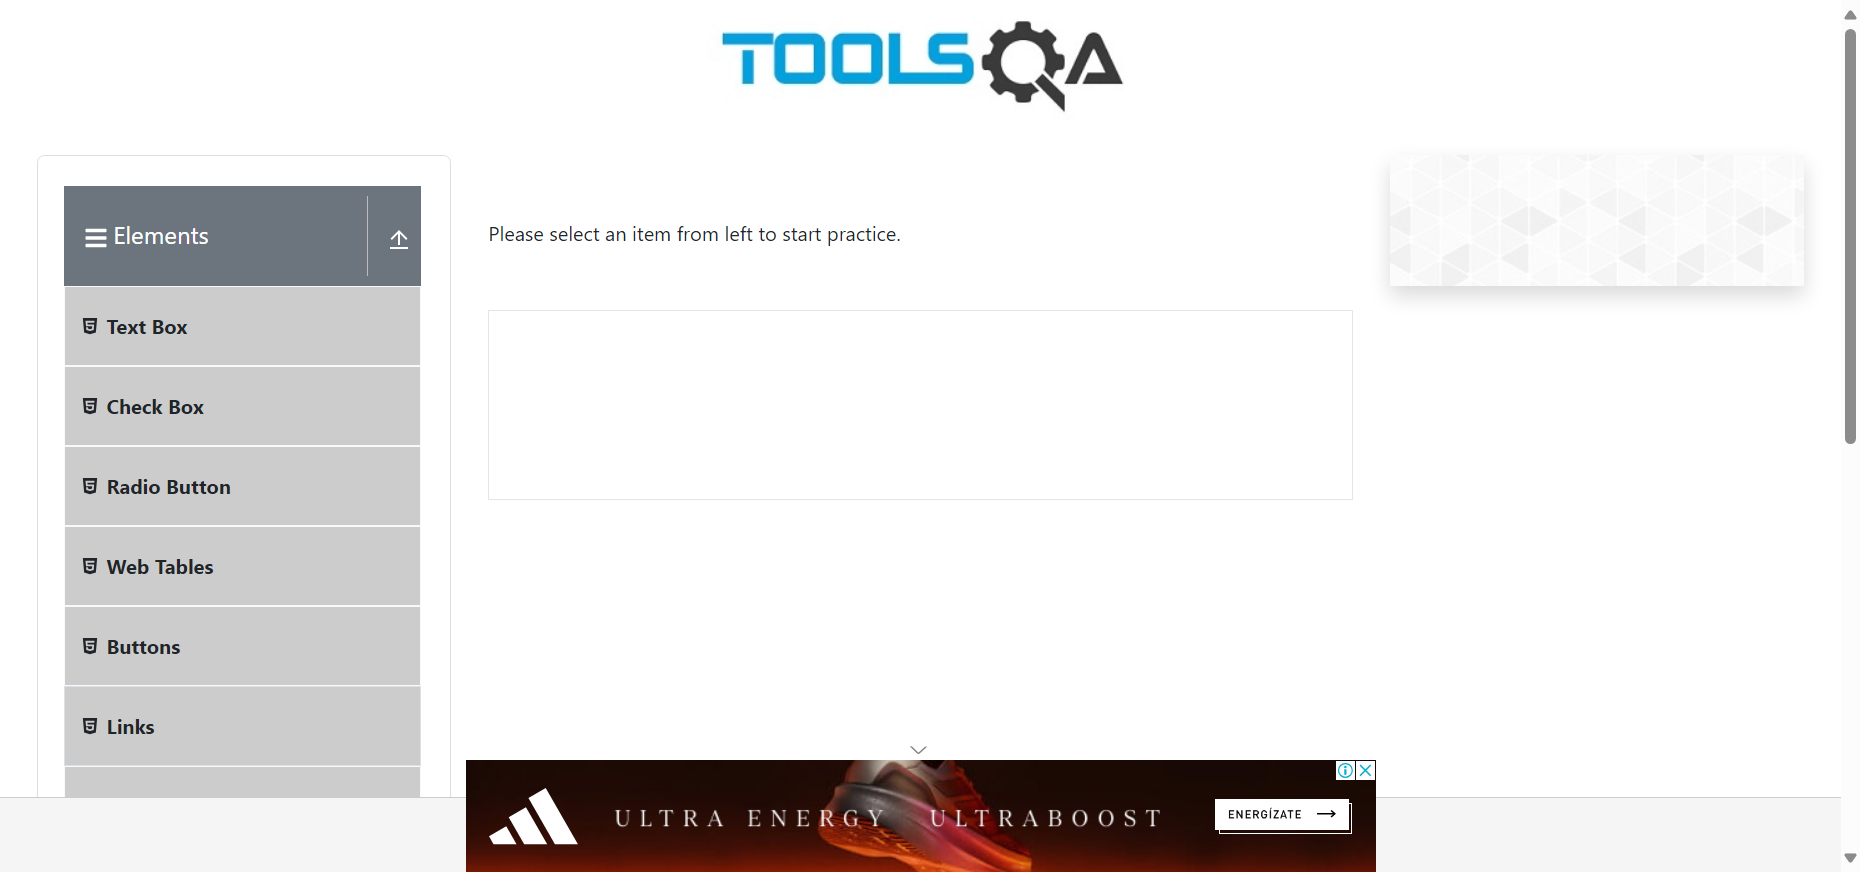 TOOLSQA
Elements
Please select an item from left to start practice.
Text Box
Check Box
Radio Button
Web Tables
Buttons
Links
ULTRA ENERGY ULTRABOOST
ENERGÍZATE →